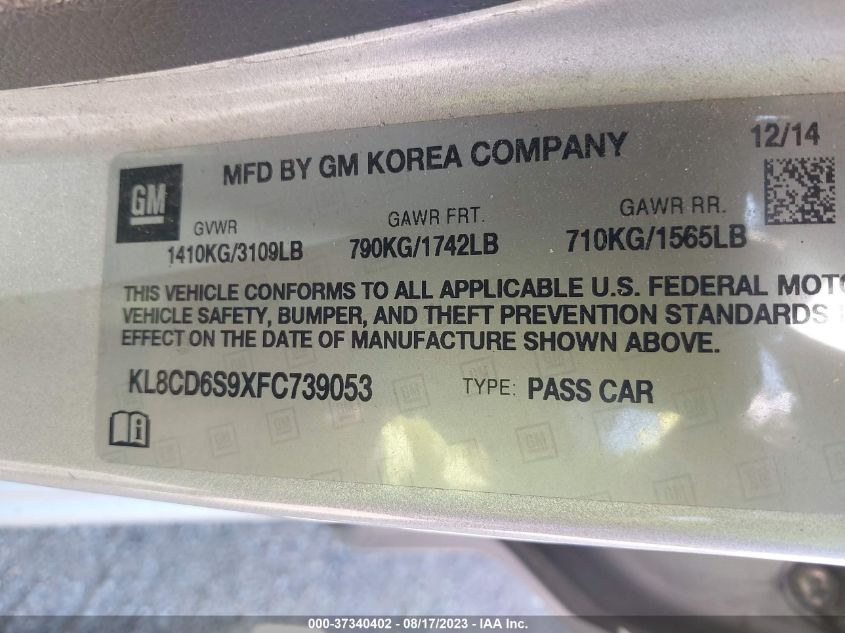 MFD BY GM KOREA COMPANY 12/14
GM
GVWR GAWR FRT. GAWR RR.
1410KG/3109LB 790KG/1742LB 710KG/1565LB
THIS VEHICLE CONFORMS TO ALL APPLICABLE U.S. FEDERAL MOTO
VEHICLE SAFETY, BUMPER, AND THEFT PREVENTION STANDARDS
EFFECT ON THE DATE OF MANUFACTURE SHOWN ABOVE.
KL8CD6S9XFC739053 TYPE: PASS CAR
000-37340402 - 08/17/2023 - IAA Inc.